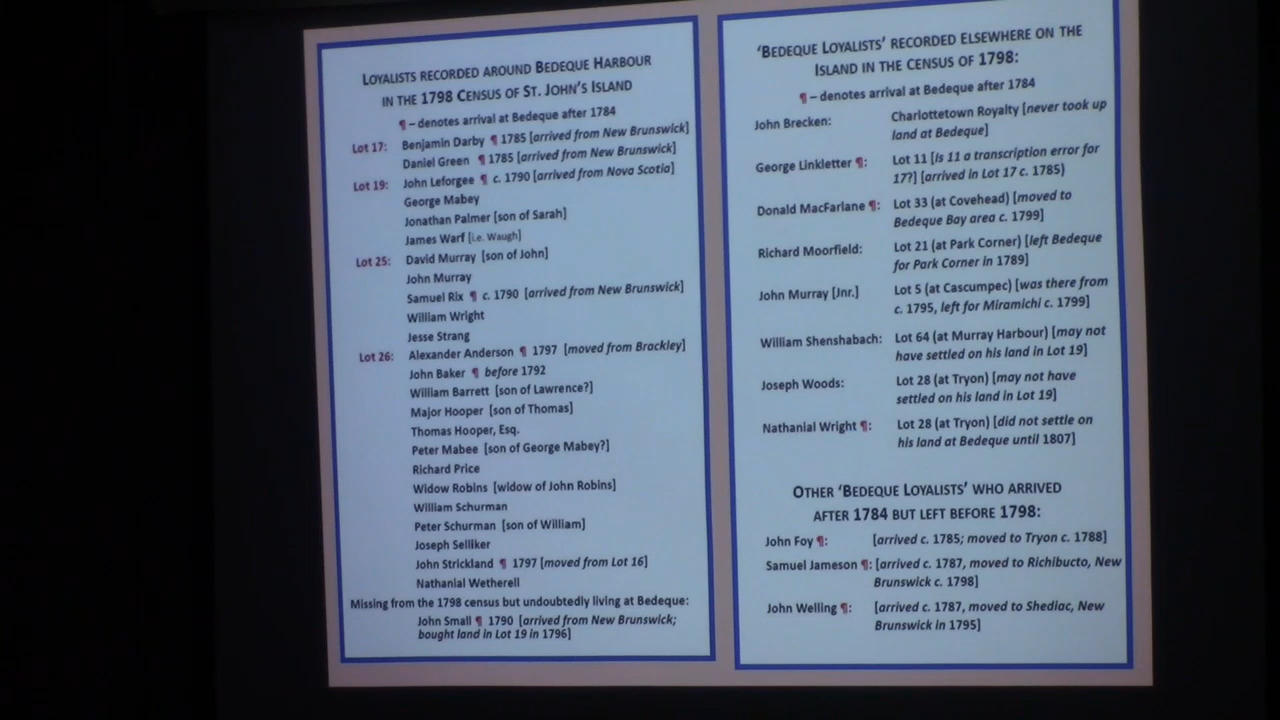 LOYALISTS RECORDED AROUND BEDEQUE HARBOUR
IN THE 1798 CENSUS OF ST. JOHN'S ISLAND
¶ – denotes arrival at Bedeque after 1784
Lot 17: Benjamin Darby ¶ 1785 [arrived from New Brunswick]
Daniel Green ¶ 1785 [arrived from New Brunswick]
Lot 19: John Leforgee ¶ c. 1790 [arrived from Nova Scotia]
George Mabey
Jonathan Palmer [son of Sarah]
James Warf [i.e. Waugh]
Lot 25: David Murray [son of John]
John Murray
Samuel Rix ¶ c. 1790 [arrived from New Brunswick]
William Wright
Jesse Strang
Lot 26: Alexander Anderson ¶ 1797 [moved from Brackley]
John Baker ¶ before 1792
William Barrett [son of Lawrence?]
Major Hooper [son of Thomas]
Thomas Hooper, Esq.
Peter Mabee [son of George Mabey?]
Richard Price
Widow Robins [widow of John Robins]
William Schurman
Peter Schurman [son of William]
Joseph Selliker
John Strickland ¶ 1797 [moved from Lot 16]
Nathanial Wetherell
Missing from the 1798 census but undoubtedly living at Bedeque:
John Small ¶ 1790 [arrived from New Brunswick;
bought land in Lot 19 in 1796]
'BEDEQUE LOYALISTS' RECORDED ELSEWHERE ON THE
ISLAND IN THE CENSUS OF 1798:
¶ – denotes arrival at Bedeque after 1784
John Brecken: Charlottetown Royalty [never took up
land at Bedeque]
George Linkletter ¶: Lot 11 [Is 11 a transcription error for
17?] [arrived in Lot 17 c. 1785)
Donald MacFarlane ¶: Lot 33 (at Covehead) [moved to
Bedeque Bay area c. 1799]
Richard Moorfield: Lot 21 (at Park Corner) [left Bedeque
for Park Corner in 1789]
John Murray [Jnr.] Lot 5 (at Cascumpec) [was there from
c. 1795, left for Miramichi c. 1799]
William Shenshabach: Lot 64 (at Murray Harbour) [may not
have settled on his land in Lot 19]
Joseph Woods: Lot 28 (at Tryon) [may not have
settled on his land in Lot 19]
Nathanial Wright ¶: Lot 28 (at Tryon) [did not settle on
his land at Bedeque until 1807]
OTHER 'BEDEQUE LOYALISTS' WHO ARRIVED
AFTER 1784 BUT LEFT BEFORE 1798:
John Foy ¶: [arrived c. 1785; moved to Tryon c. 1788]
Samuel Jameson ¶: [arrived c. 1787, moved to Richibucto, New
Brunswick c. 1798]
John Welling ¶: [arrived c. 1787, moved to Shediac, New
Brunswick in 1795]